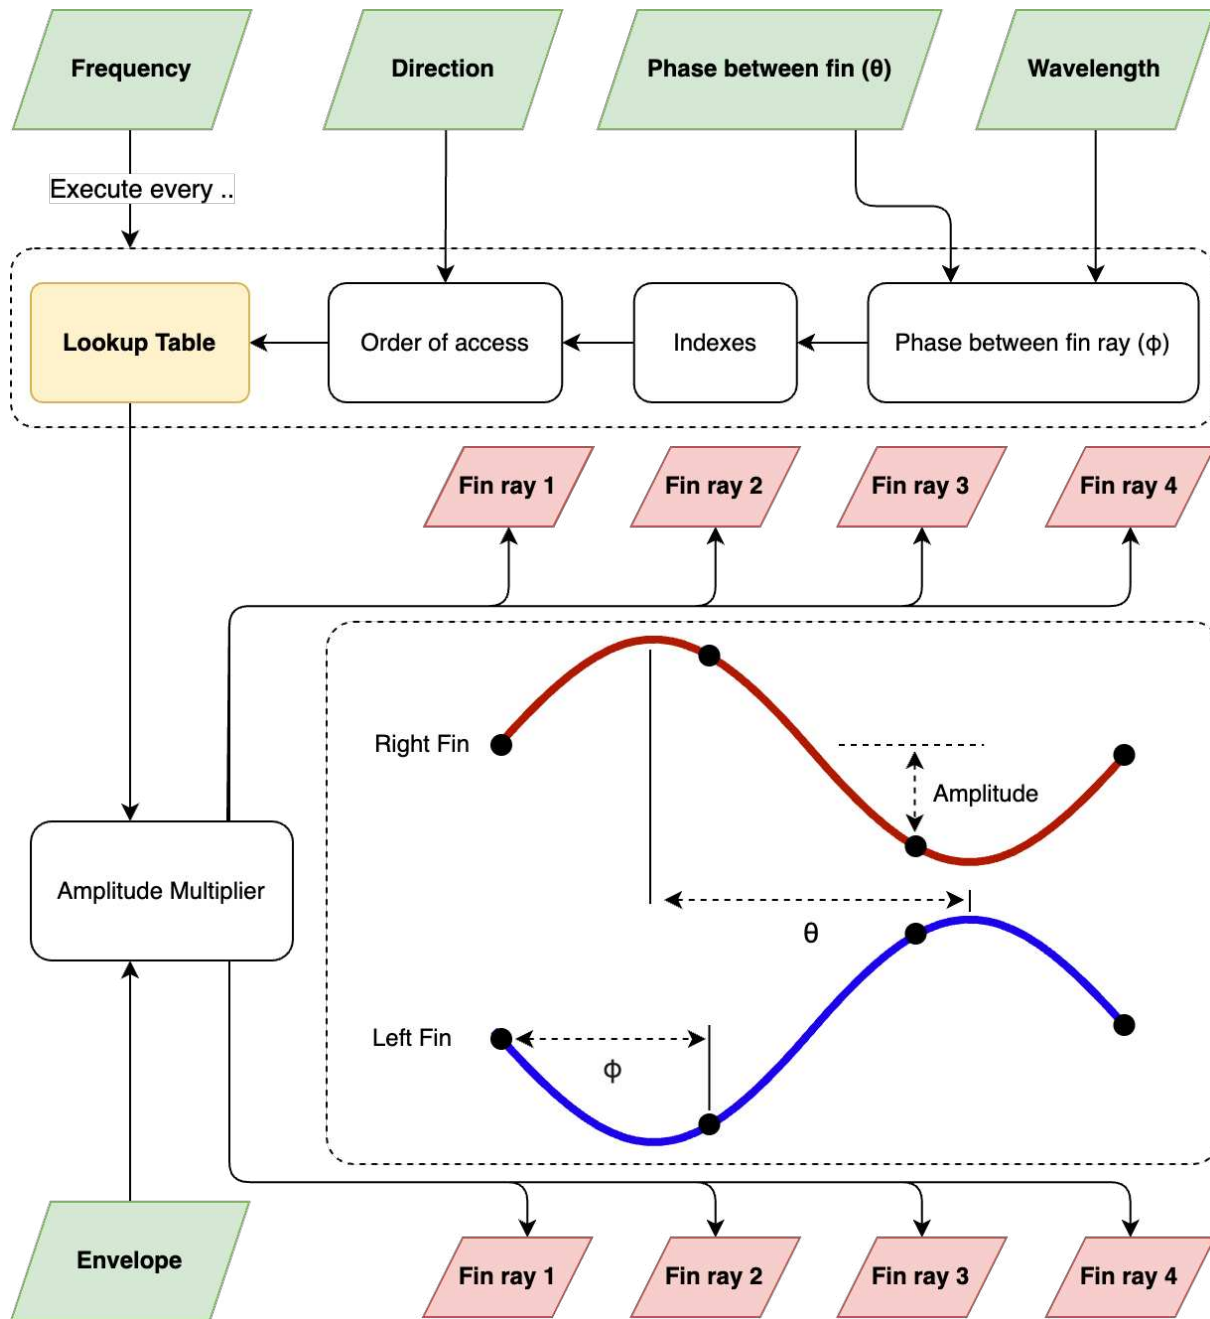 Frequency
Direction
Phase between fin (θ)
Wavelength
Execute every ..
Lookup Table
Order of access
Indexes
Phase between fin ray (ϕ)
Fin ray 1
Fin ray 2
Fin ray 3
Fin ray 4
Right Fin
Amplitude
Amplitude Multiplier
θ
Left Fin
ϕ
Envelope
Fin ray 1
Fin ray 2
Fin ray 3
Fin ray 4